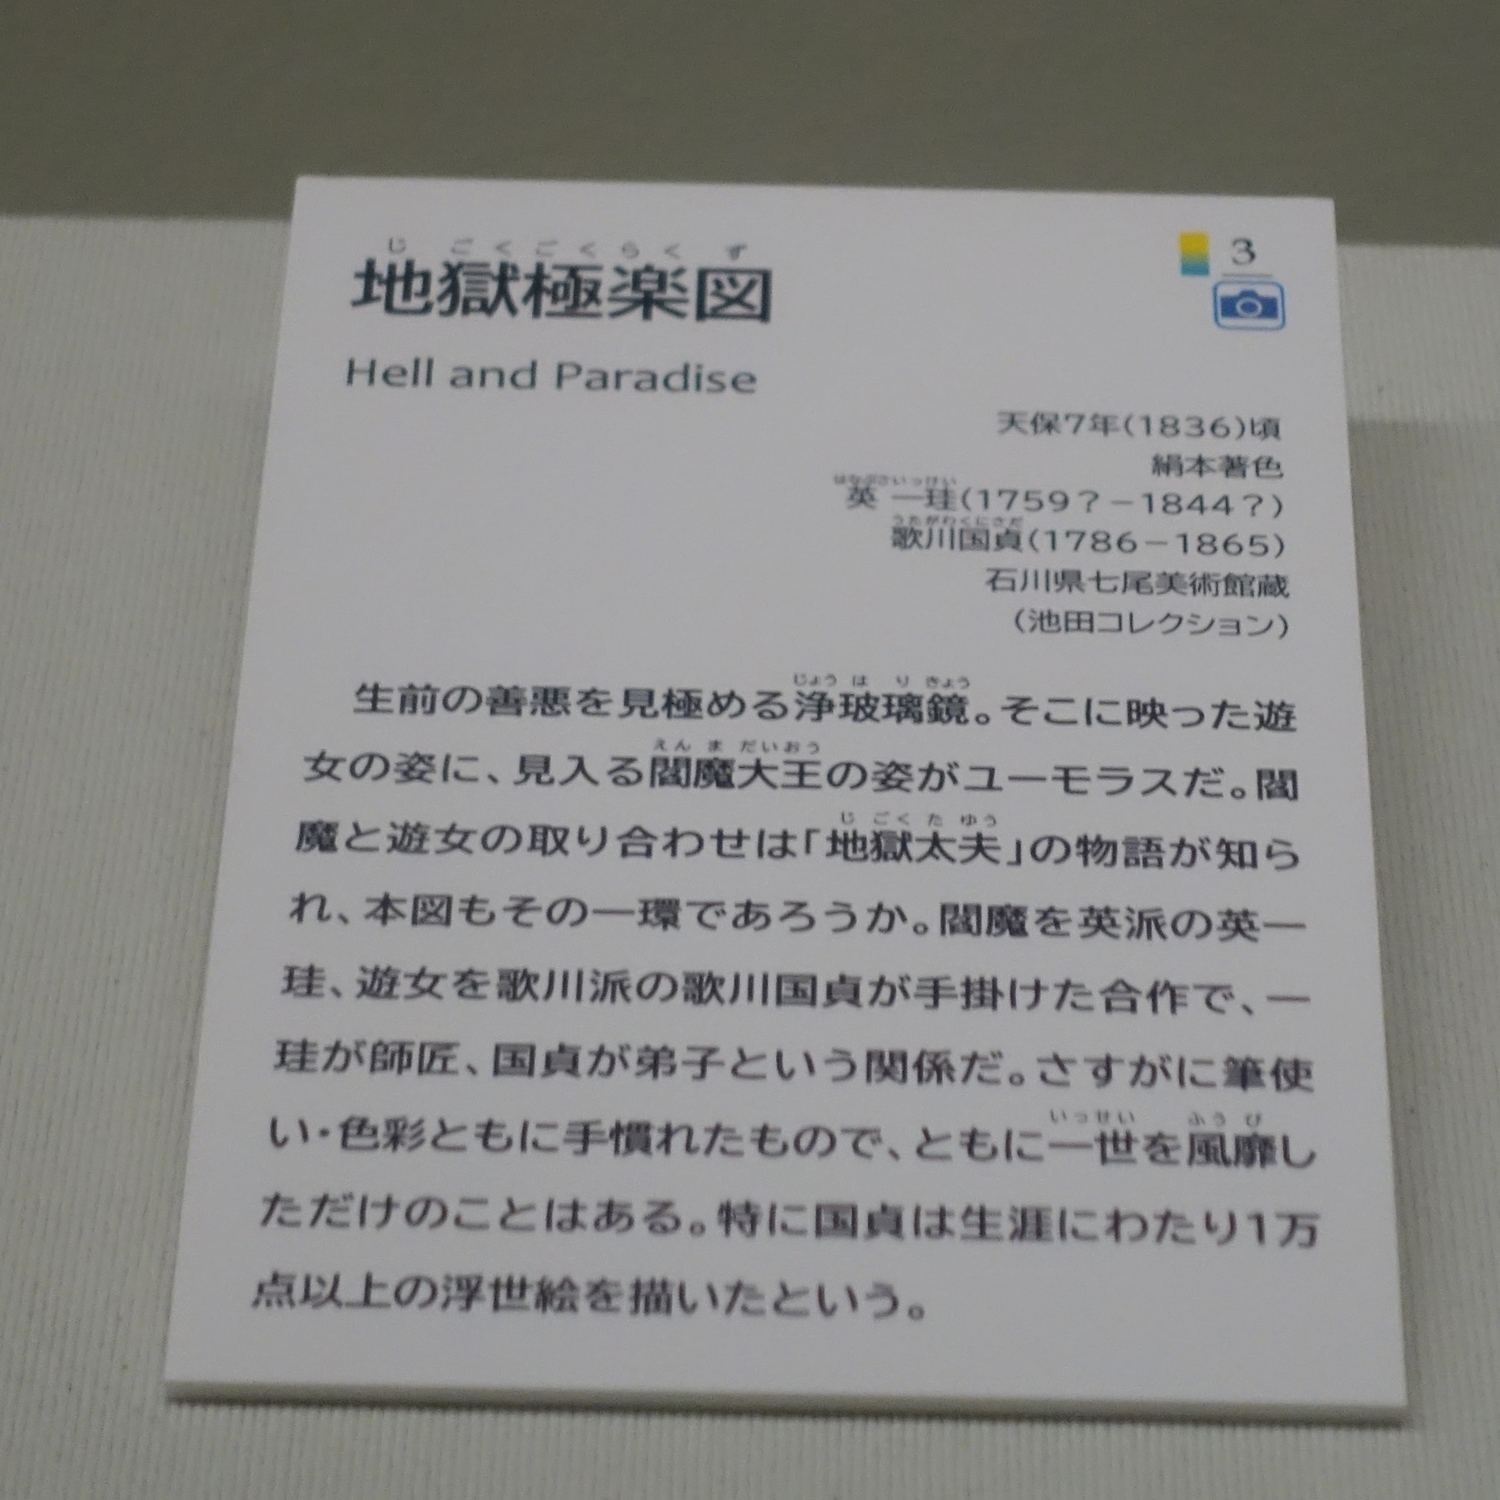 じごくごくらくず
地獄極楽図
3
Hell and Paradise
天保7年(1836)頃
絹本著色
はなぶさいっけい
英 一珪(1759?-1844?)
うたがわくにさだ
歌川国貞(1786-1865)
石川県七尾美術館蔵
(池田コレクション)
じょう は り きょう
生前の善悪を見極める浄玻璃鏡。そこに映った遊
えん ま だいおう
女の姿に、見入る閻魔大王の姿がユーモラスだ。閻
じ ごく た ゆう
魔と遊女の取り合わせは「地獄太夫」の物語が知ら
れ、本図もその一環であろうか。閻魔を英派の英一
珪、遊女を歌川派の歌川国貞が手掛けた合作で、一
珪が師匠、国貞が弟子という関係だ。さすがに筆使
いっせい ふう び
い・色彩ともに手慣れたもので、ともに一世を風靡し
ただけのことはある。特に国貞は生涯にわたり1万
点以上の浮世絵を描いたという。